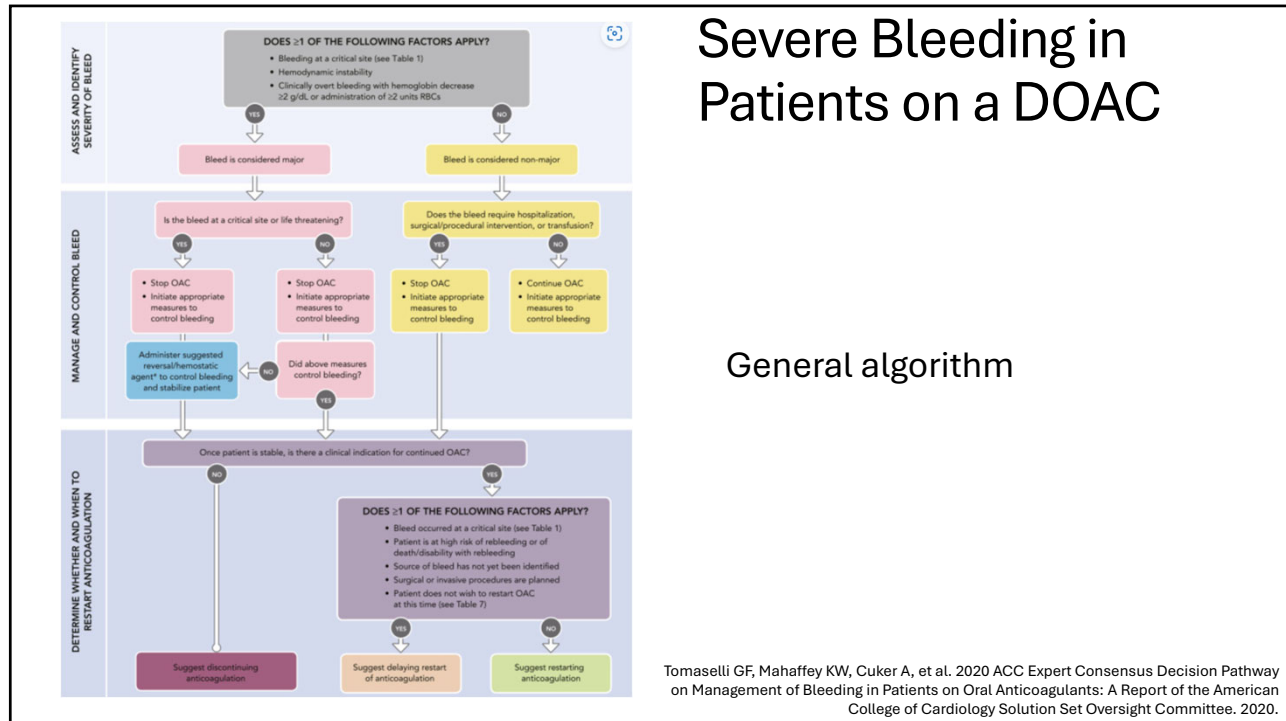 Severe Bleeding in
Patients on a DOAC
ASSESS AND IDENTIFY
SEVERITY OF BLEED
DOES ≥1 OF THE FOLLOWING FACTORS APPLY?
• Bleeding at a critical site (see Table 1)
• Hemodynamic instability
• Clinically overt bleeding with hemoglobin decrease
≥2 g/dL or administration of ≥2 units RBCs
YES
NO
Bleed is considered major
Bleed is considered non-major
MANAGE AND CONTROL BLEED
Is the bleed at a critical site or life threatening?
Does the bleed require hospitalization,
surgical/procedural intervention, or transfusion?
YES
NO
YES
NO
• Stop OAC
• Initiate appropriate
measures to
control bleeding
• Stop OAC
• Initiate appropriate
measures to
control bleeding
• Stop OAC
• Initiate appropriate
measures to
control bleeding
• Continue OAC
• Initiate appropriate
measures to
control bleeding
Administer suggested
reversal/hemostatic
agent* to control bleeding
and stabilize patient
NO
Did above measures
control bleeding?
YES
General algorithm
DETERMINE WHETHER AND WHEN TO
RESTART ANTICOAGULATION
Once patient is stable, is there a clinical indication for continued OAC?
NO
YES
DOES ≥1 OF THE FOLLOWING FACTORS APPLY?
• Bleed occurred at a critical site (see Table 1)
• Patient is at high risk of rebleeding or of
death/disability with rebleeding
• Source of bleed has not yet been identified
• Surgical or invasive procedures are planned
• Patient does not wish to restart OAC
at this time (see Table 7)
YES
NO
Suggest discontinuing
anticoagulation
Suggest delaying restart
of anticoagulation
Suggest restarting
anticoagulation
Tomaselli GF, Mahaffey KW, Cuker A, et al. 2020 ACC Expert Consensus Decision Pathway
on Management of Bleeding in Patients on Oral Anticoagulants: A Report of the American
College of Cardiology Solution Set Oversight Committee. 2020.